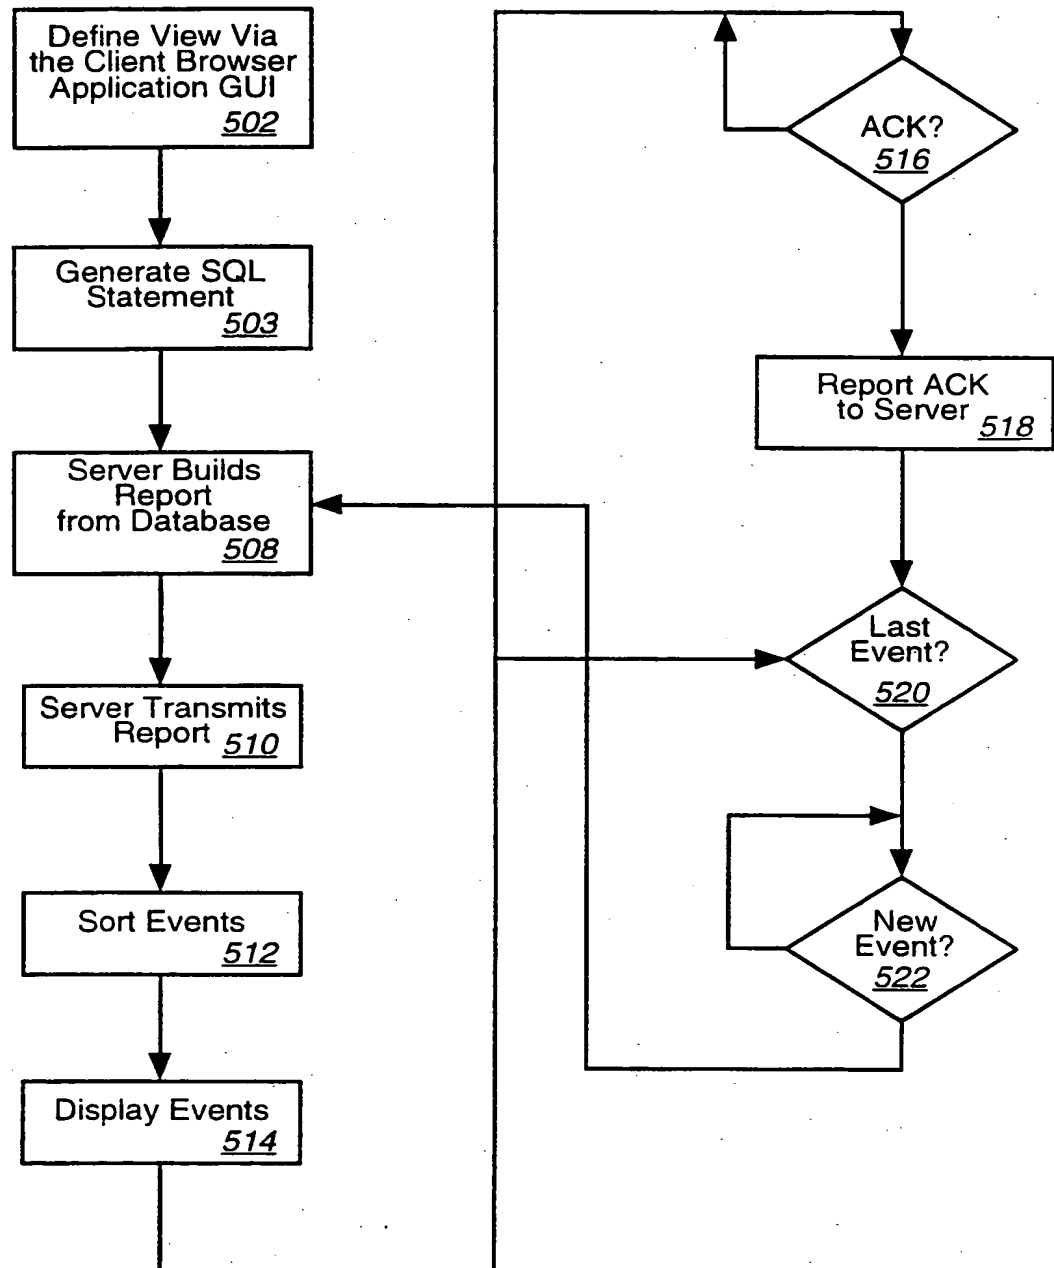 Define View Via
the Client Browser
Application GUI
502
Generate SQL
Statement
503
Server Builds
Report
from Database
508
Server Transmits
Report 510
Sort Events
512
Display Events
514
ACK?
516
Report ACK
to Server 518
Last
Event?
520
New
Event?
522